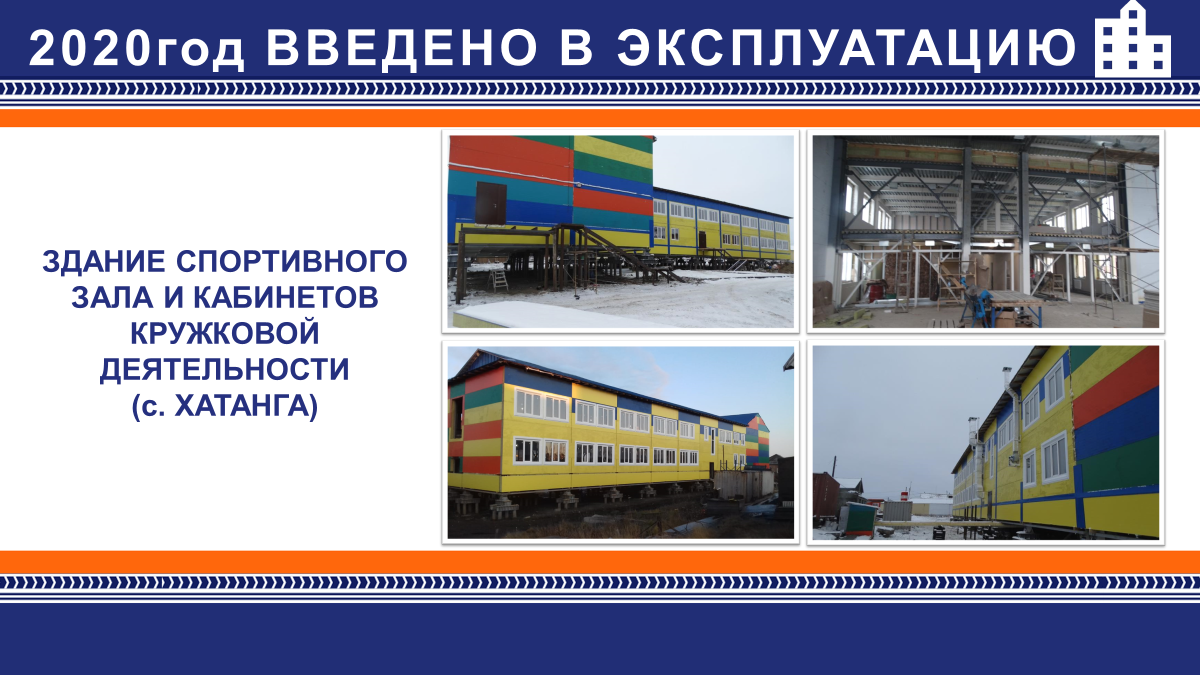 2020год ВВЕДЕНО В ЭКСПЛУАТАЦИЮ
ЗДАНИЕ СПОРТИВНОГО
ЗАЛА И КАБИНЕТОВ
КРУЖКОВОЙ
ДЕЯТЕЛЬНОСТИ
(с. ХАТАНГА)